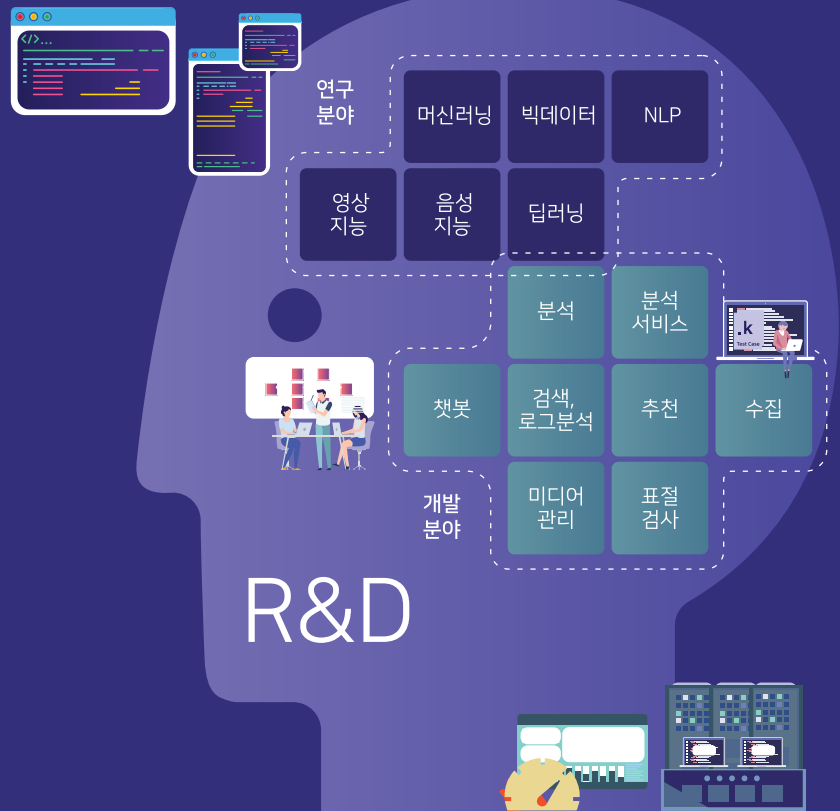 </>...
연구
분야
머신러닝
빅데이터
NLP
영상
지능
음성
지능
딥러닝
분석
분석
서비스
.k
Test Case
챗봇
검색,
로그분석
추천
수집
개발
분야
미디어
관리
표절
검사
R&D